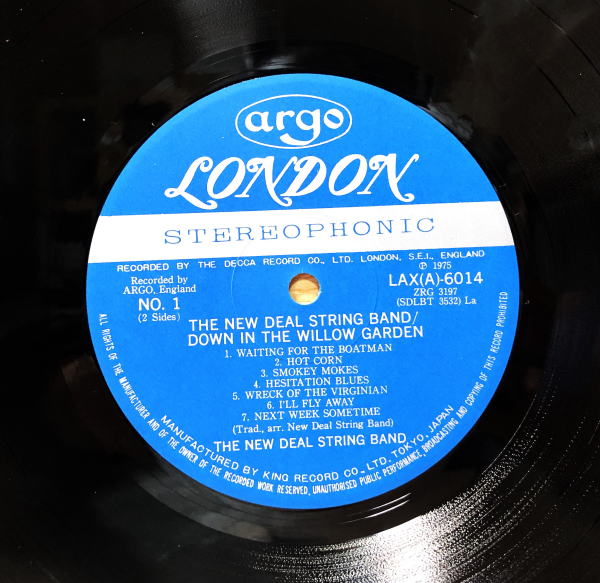 argo
LONDON
STEREOPHONIC
RECORDED BY THE DECCA RECORD CO., LTD. LONDON, S.E.I., ENGLAND
Recorded by
ARGO, England
NO. 1
(2 Sides)
℗ 1975
LAX(A)-6014
ZRG 3197
(SDLBT 3532) La
THE NEW DEAL STRING BAND/
DOWN IN THE WILLOW GARDEN
1. WAITING FOR THE BOATMAN
2. HOT CORN
3. SMOKEY MOKES
4. HESITATION BLUES
5. WRECK OF THE VIRGINIAN
6. I'LL FLY AWAY
7. NEXT WEEK SOMETIME
(Trad., arr. New Deal String Band)
THE NEW DEAL STRING BAND
MANUFACTURED BY KING RECORD CO., LTD. TOKYO, JAPAN
ALL RIGHTS OF THE MANUFACTURER AND OF THE OWNER OF THE RECORDED WORK RESERVED, UNAUTHORISED PUBLIC PERFORMANCE, BROADCASTING AND COPYING OF THIS RECORD PROHIBITED